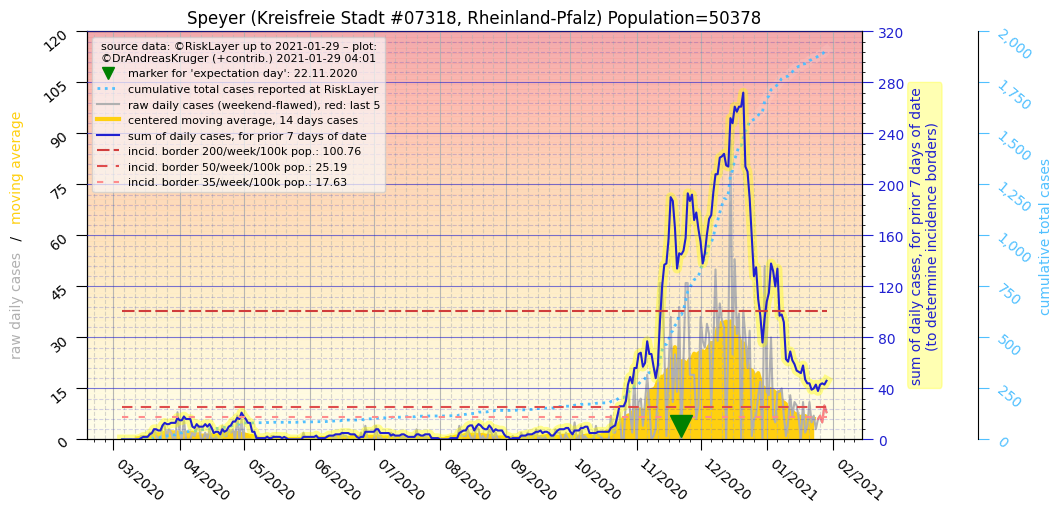 Speyer (Kreisfreie Stadt #07318, Rheinland-Pfalz) Population=50378
source data: ©RiskLayer up to 2021-01-29 – plot:
©DrAndreasKruger (+contrib.) 2021-01-29 04:01
marker for 'expectation day': 22.11.2020
cumulative total cases reported at RiskLayer
raw daily cases (weekend-flawed), red: last 5
centered moving average, 14 days cases
sum of daily cases, for prior 7 days of date
incid. border 200/week/100k pop.: 100.76
incid. border 50/week/100k pop.: 25.19
incid. border 35/week/100k pop.: 17.63
raw daily cases / moving average
120
105
90
75
60
45
30
15
0
03/2020
04/2020
05/2020
06/2020
07/2020
08/2020
09/2020
10/2020
11/2020
12/2020
01/2021
02/2021
320
280
240
200
160
120
80
40
0
sum of daily cases, for prior 7 days of date
(to determine incidence borders)
2,000
1,750
1,500
1,250
1,000
750
500
250
0
cumulative total cases